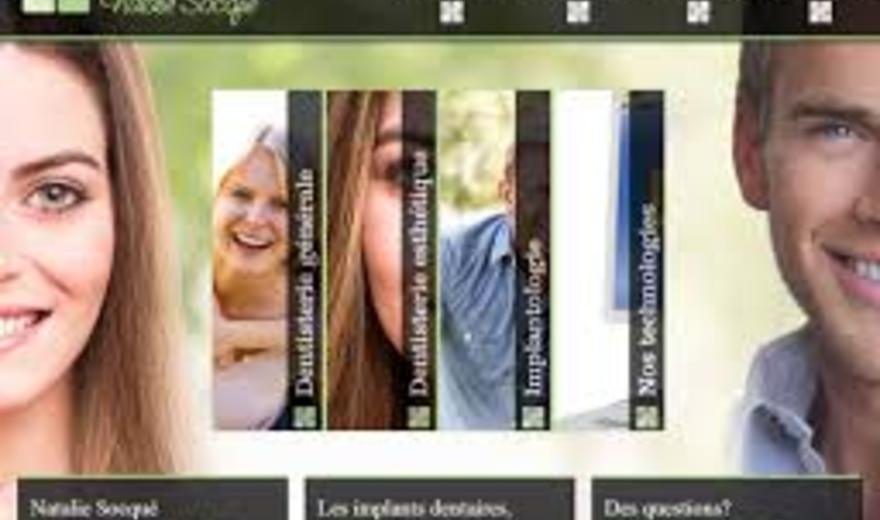 Natalie Socqué
Dentisterie générale
Dentisterie esthétique
Implantologie
Nos technologies
Natalie Socqué
Les implants dentaires,
Des questions?